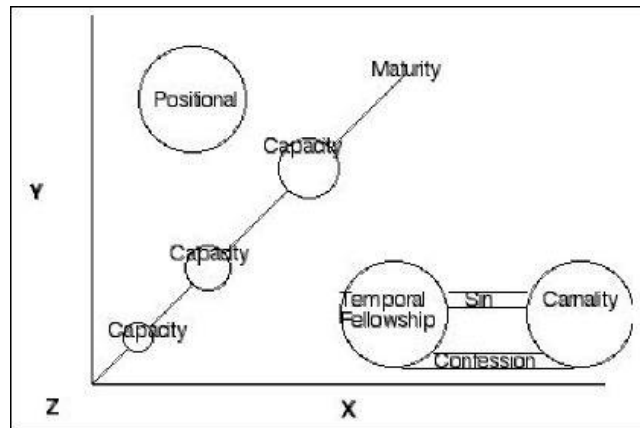 Maturity
Positional
Capacity
Y
Capacity
Temporal
Fellowship
Sin
Carnality
Capacity
Confession
Z
X